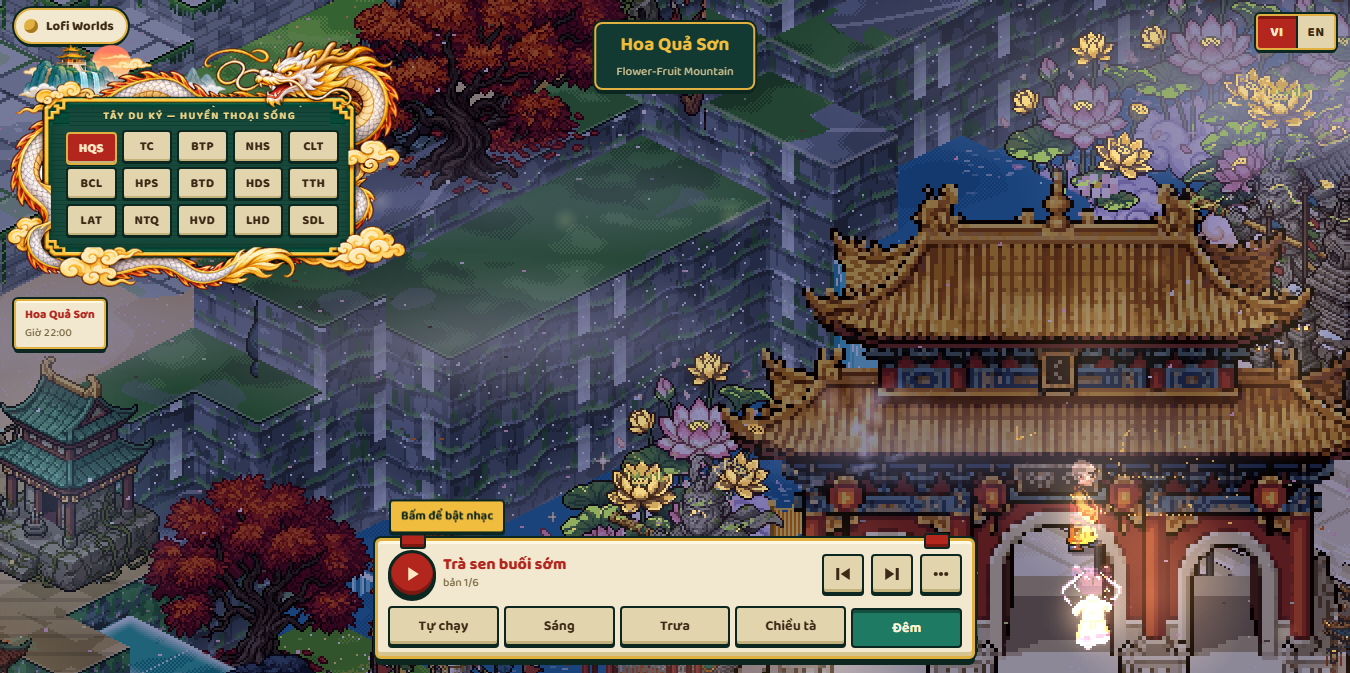 Lofi Worlds
Hoa Quả Sơn
Flower-Fruit Mountain
VI EN
TÂY DU KÝ — HUYỀN THOẠI SỐNG
HQS TC BTP NHS CLT
BCL HPS BTD HDS TTH
LAT NTQ HVD LHD SDL
Hoa Quả Sơn
Giờ 22:00
Bấm để bật nhạc
Trà sen buổi sớm
bản 1/6
Tự chạy Sáng Trưa Chiều tà Đêm